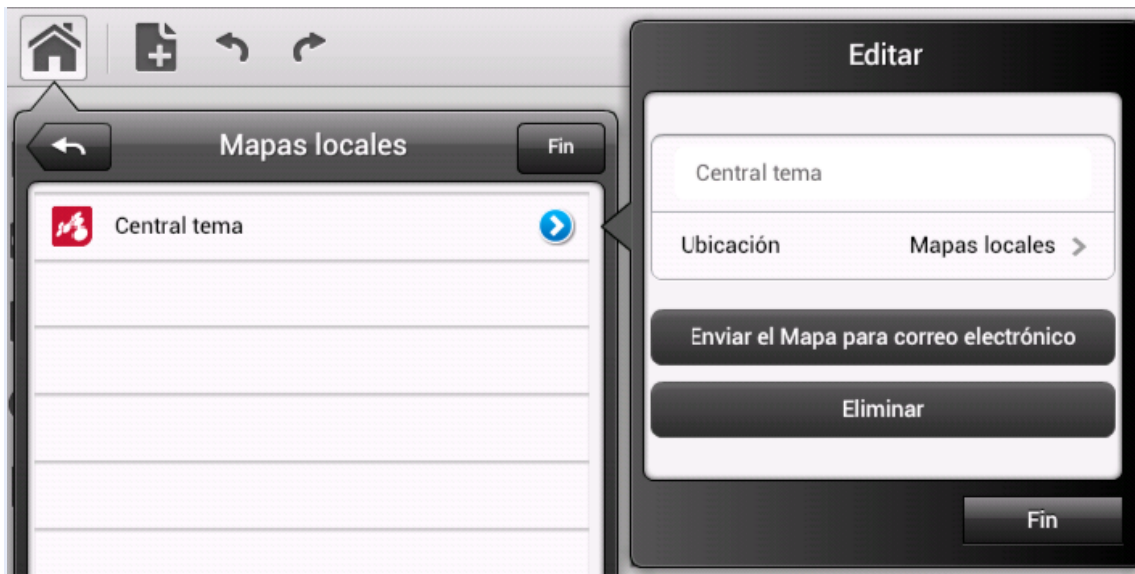 Mapas locales
Fin
Central tema
Editar
Central tema
Ubicación
Mapas locales
Enviar el Mapa para correo electrónico
Eliminar
Fin